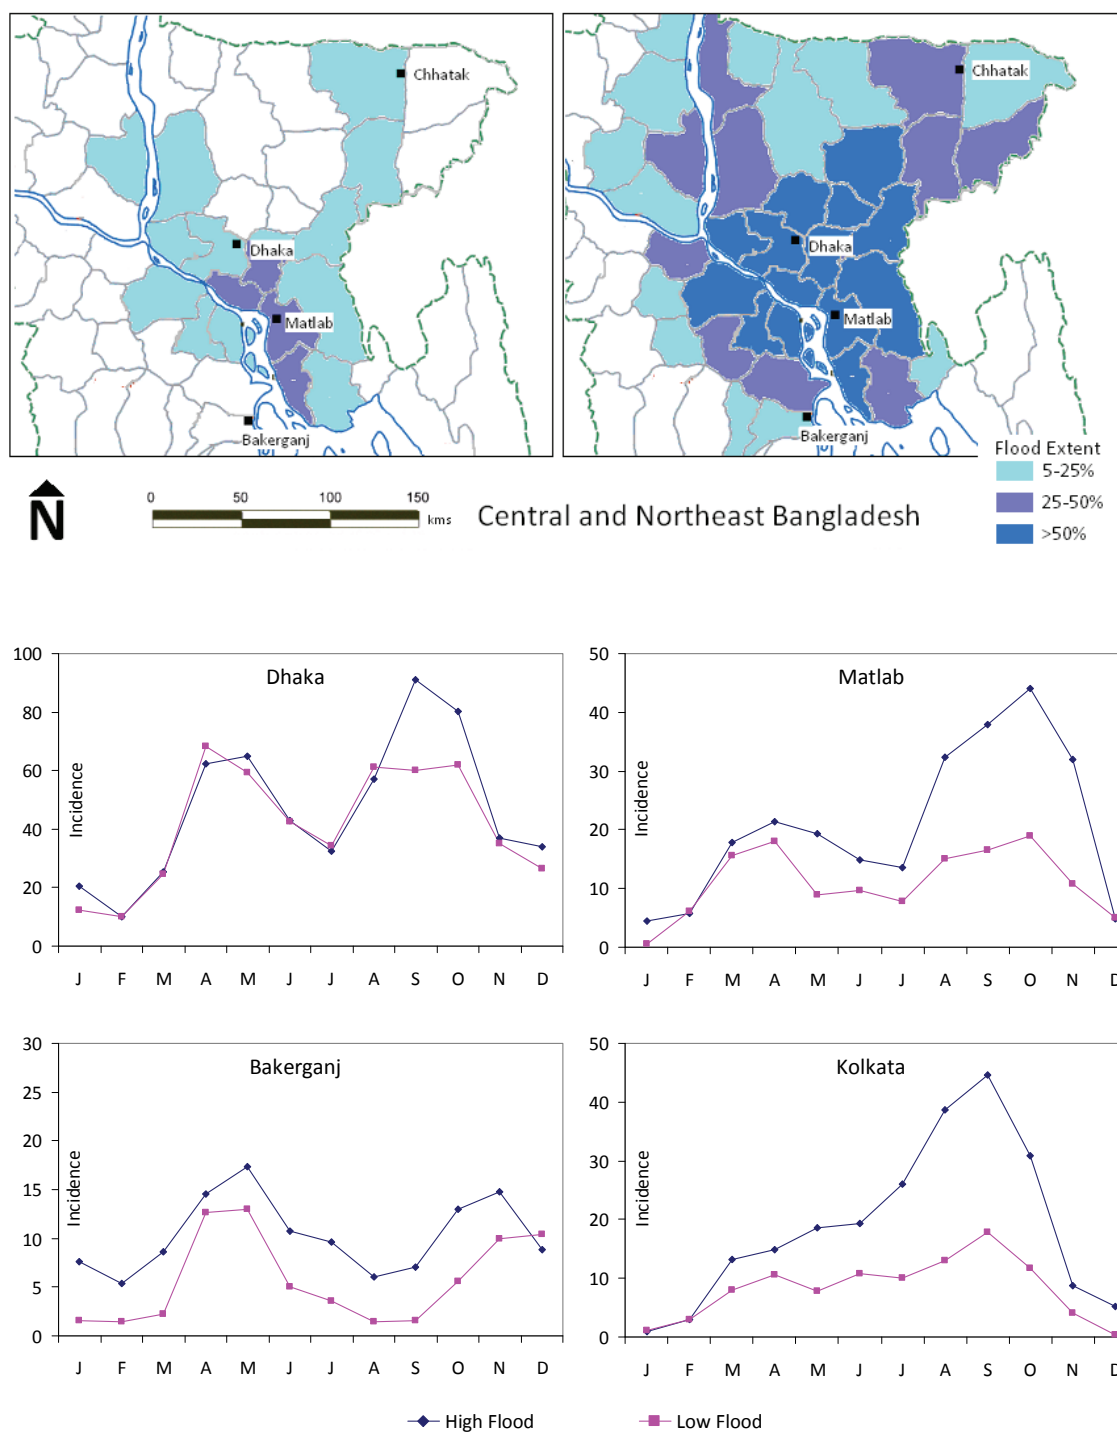 Chhatak
Dhaka
Matlab
Bakerganj
Chhatak
Dhaka
Matlab
Bakerganj
Flood Extent
5-25%
25-50%
>50%
N
0 50 100 150
kms
Central and Northeast Bangladesh
Dhaka
Incidence
100
80
60
40
20
0
J F M A M J J A S O N D
Matlab
Incidence
50
40
30
20
10
0
J F M A M J J A S O N D
Bakerganj
Incidence
30
25
20
15
10
5
0
J F M A M J J A S O N D
Kolkata
Incidence
50
40
30
20
10
0
J F M A M J J A S O N D
High Flood Low Flood